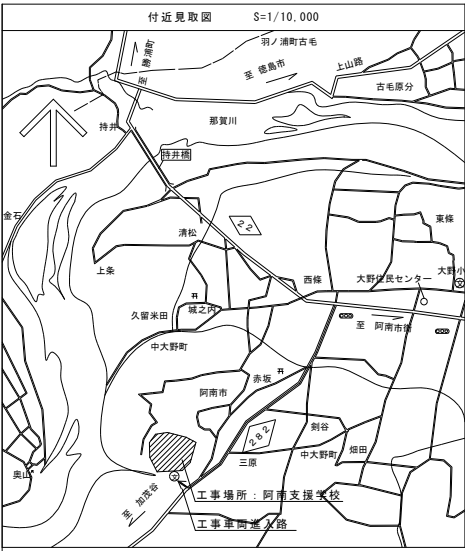 付近見取図 S=1/10,000
至 勝浦町
羽ノ浦町古毛
至 徳島市
上山路
古毛原分
那賀川
持井
持井橋
金石
22
東條
清松
上条
西條
大野住民センター
大野小
文
久留米田
城之内
至 阿南市街
中大野町
赤坂
阿南市
282
剣谷
三原
中大野町
畑田
奥山
文
至 加茂谷
工事場所：阿南支援学校
工事車両進入路